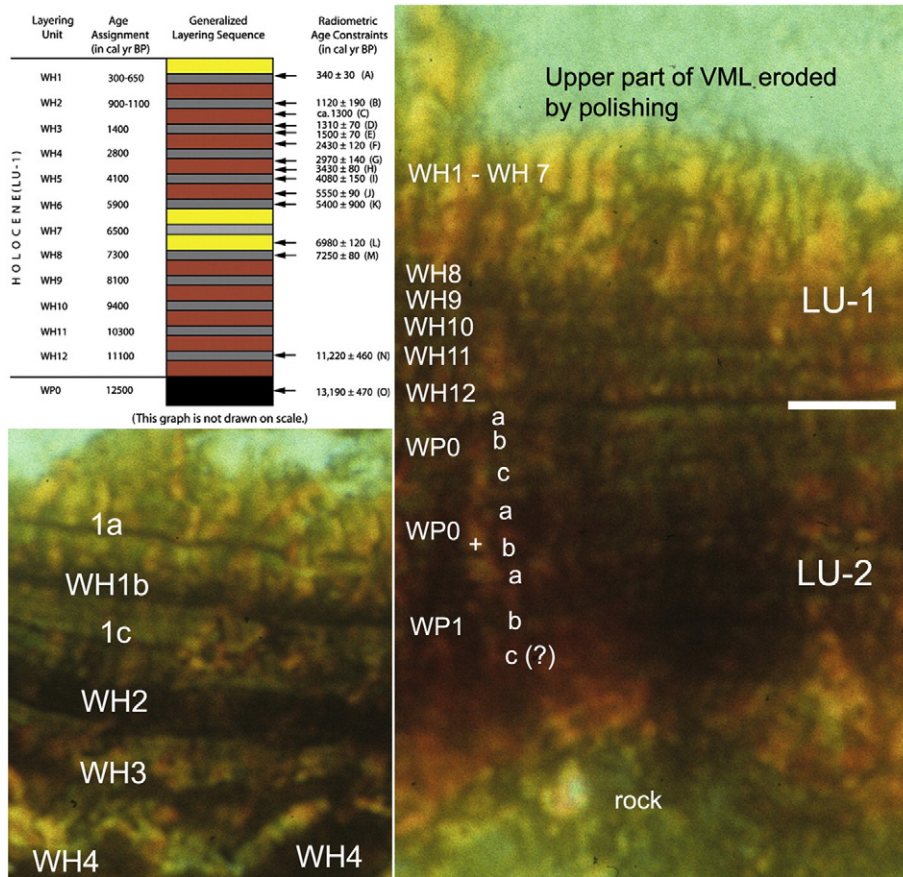 Layering Unit
Age Assignment (in cal yr BP)
Generalized Layering Sequence
Radiometric Age Constraints (in cal yr BP)
HOLOCENE (LU-1)
WH1 300-650 340 ± 30 (A)
WH2 900-1100 1120 ± 190 (B)
ca. 1300 (C)
1310 ± 70 (D)
WH3 1400 1500 ± 70 (E)
2430 ± 120 (F)
WH4 2800 2970 ± 140 (G)
3430 ± 80 (H)
WH5 4100 4080 ± 150 (I)
5550 ± 90 (J)
WH6 5900 5400 ± 900 (K)
WH7 6500
6980 ± 120 (L)
WH8 7300 7250 ± 80 (M)
WH9 8100
WH10 9400
WH11 10300
WH12 11100 11,220 ± 460 (N)
WP0 12500 13,190 ± 470 (O)
(This graph is not drawn on scale.)
1a
WH1b
1c
WH2
WH3
WH4 WH4
Upper part of VML eroded
by polishing
WH1 - WH 7
WH8
WH9
LU-1
WH10
WH11
WH12
a
WP0 b
c
a
WP0 + b
LU-2
a
WP1 b
c (?)
rock